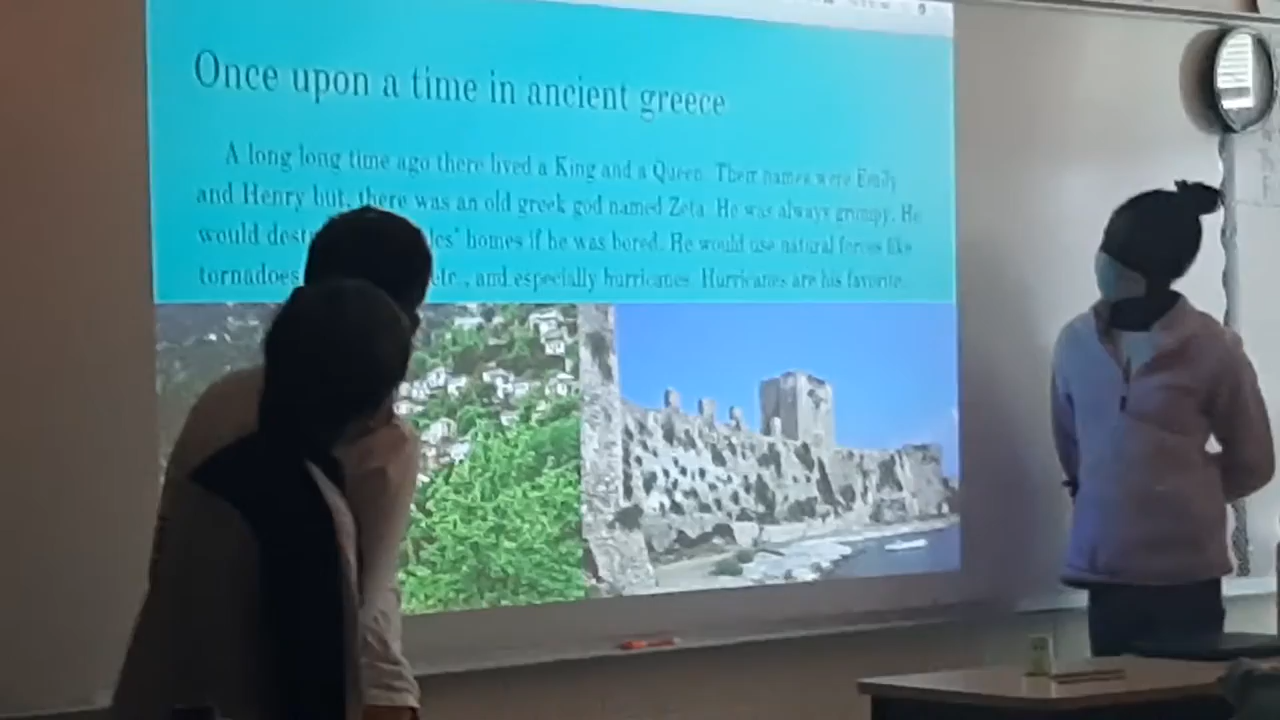 Once upon a time in ancient greece
A long long time ago there lived a King and a Queen. Their names were Emily
and Henry but, there was an old greek god named Zeta. He was always grumpy. He
would homes if he was bored. He would use natural forces like
tornadoes etc., and especially hurricanes. Hurricanes are his favorite.